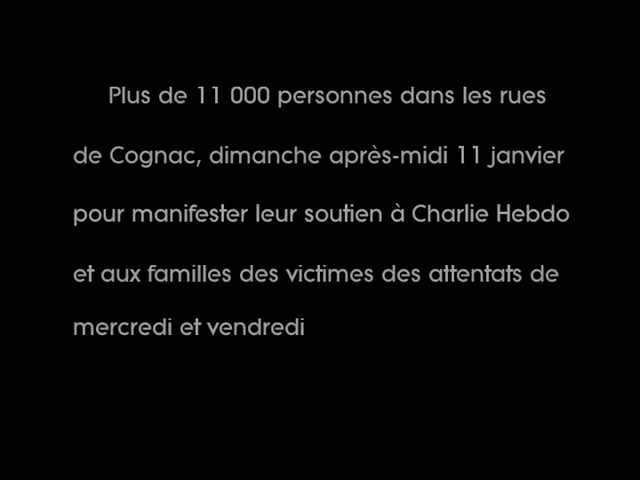 Plus de 11 000 personnes dans les rues
de Cognac, dimanche après-midi 11 janvier
pour manifester leur soutien à Charlie Hebdo
et aux familles des victimes des attentats de
mercredi et vendredi